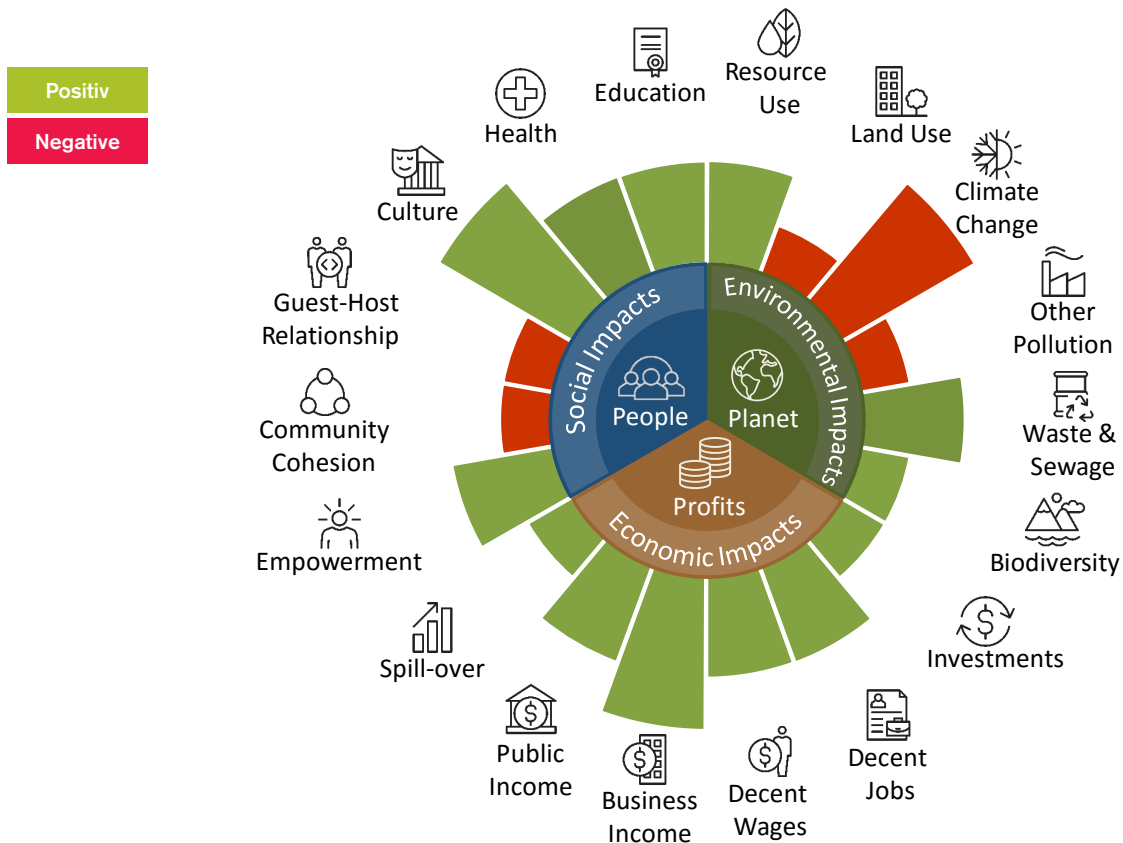 Positiv
Negative
Education
Resource
Use
Health
Land Use
Culture
Climate
Change
Guest-Host
Relationship
Other
Pollution
Social Impacts
Environmental Impacts
People
Planet
Community
Cohesion
Waste &
Sewage
Profits
Economic Impacts
Empowerment
Biodiversity
Spill-over
Investments
Public
Income
Decent
Jobs
Business
Income
Decent
Wages